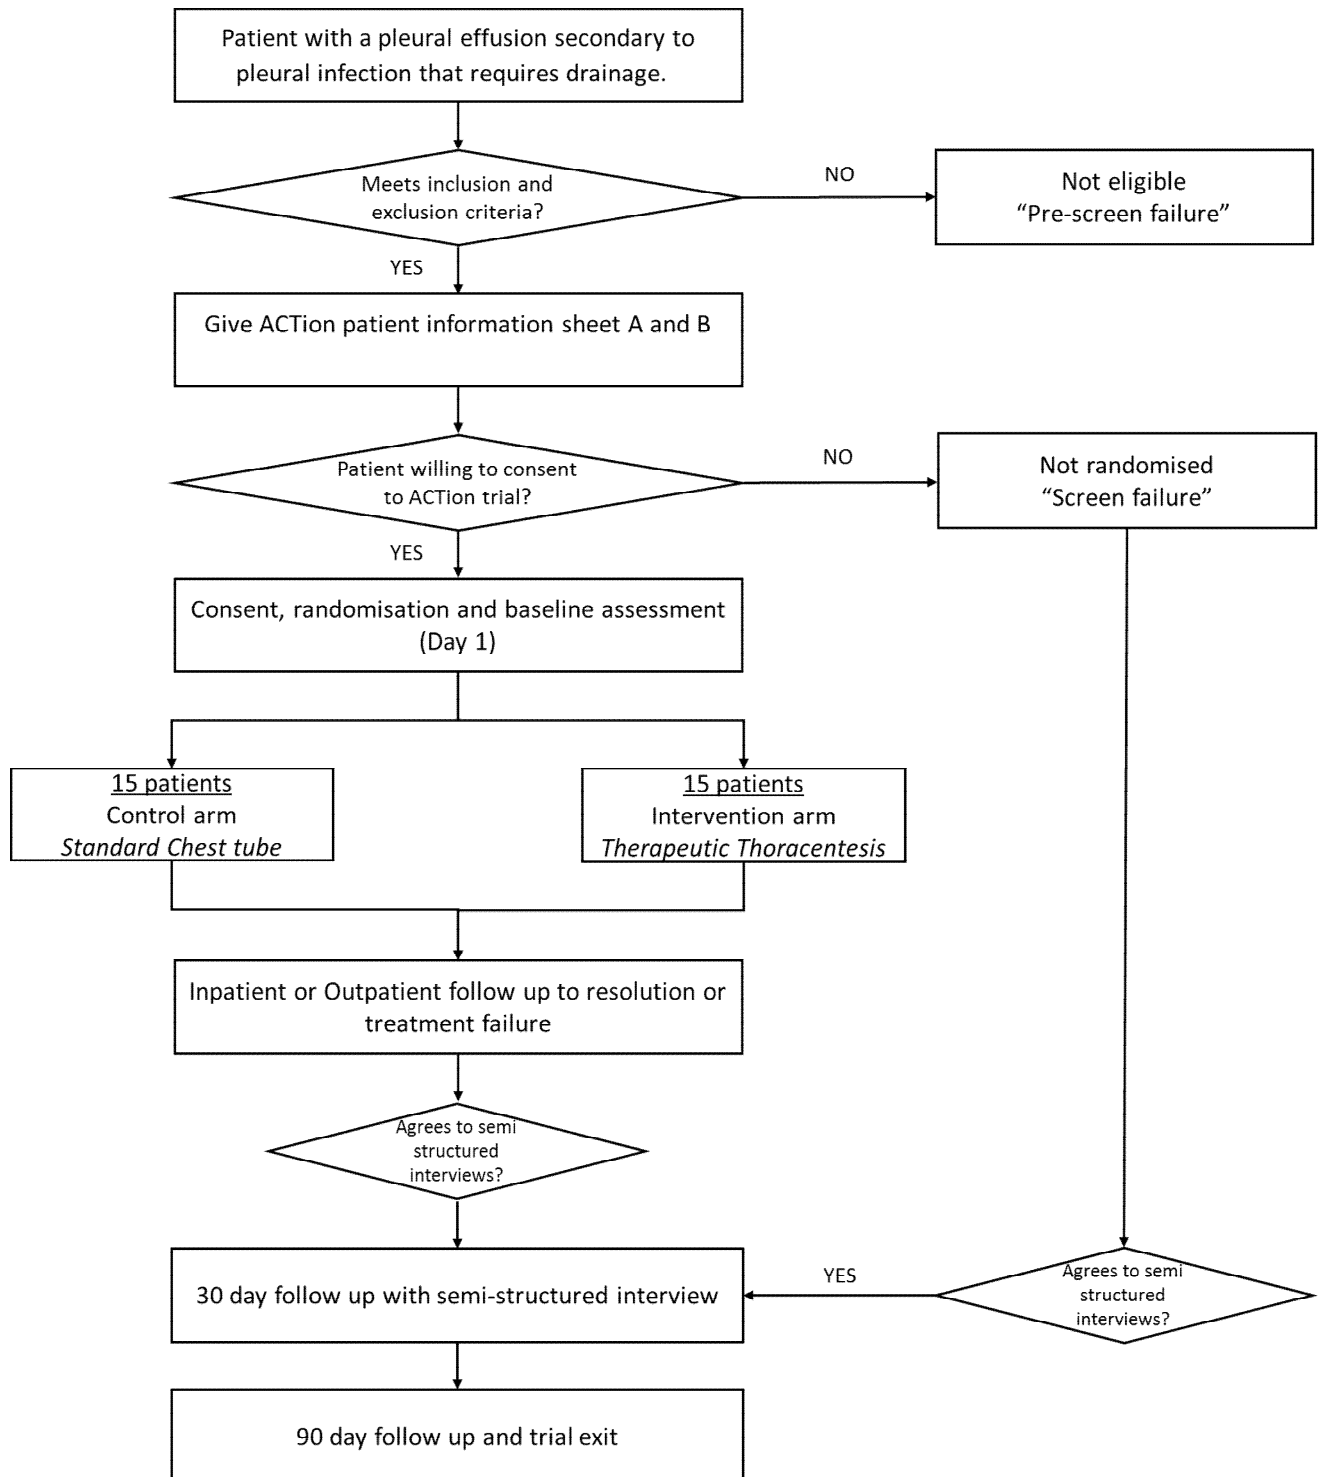 Patient with a pleural effusion secondary to
pleural infection that requires drainage.
Meets inclusion and
exclusion criteria?
NO
Not eligible
“Pre-screen failure”
YES
Give ACTion patient information sheet A and B
Patient willing to consent
to ACTion trial?
NO
Not randomised
“Screen failure”
YES
Consent, randomisation and baseline assessment
(Day 1)
15 patients
Control arm
Standard Chest tube
15 patients
Intervention arm
Therapeutic Thoracentesis
Inpatient or Outpatient follow up to resolution or
treatment failure
Agrees to semi
structured
interviews?
30 day follow up with semi-structured interview
YES
Agrees to semi
structured
interviews?
90 day follow up and trial exit